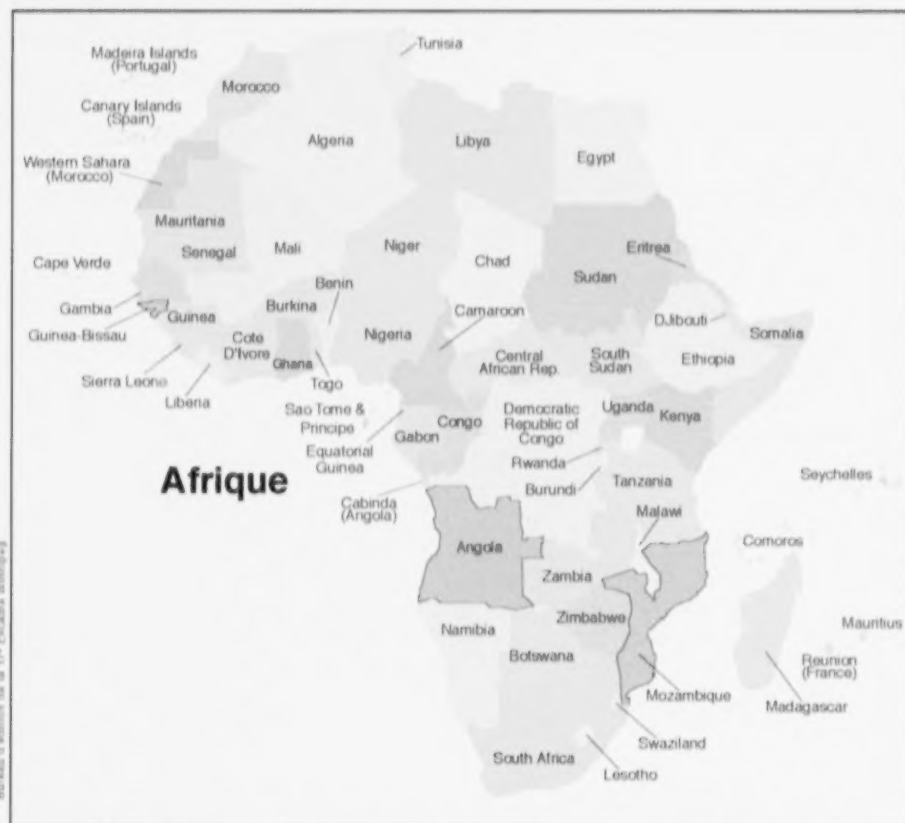 Tunisia
Madeira Islands
(Portugal)
Morocco
Canary Islands
(Spain)
Algeria
Libya
Egypt
Western Sahara
(Morocco)
Mauritania
Senegal
Mali
Niger
Chad
Eritrea
Sudan
Cape Verde
Benin
Burkina
Camaroon
Gambia
Guinea
DJibouti
Somalia
Guinea-Bissau
Cote
D'Ivore
Nigeria
Central
African Rep.
South
Sudan
Ethiopia
Ghana
Sierra Leone
Togo
Liberia
Sao Tome &
Principe
Democratic
Republic of
Congo
Uganda
Kenya
Congo
Gabon
Equatorial
Guinea
Rwanda
Afrique
Burundi
Tanzania
Seychelles
Cabinda
(Angola)
Malawi
Angola
Comoros
Zambia
Zimbabwe
Namibia
Mauritius
Botswana
Reunion
(France)
Mozambique
Madagascar
Swaziland
South Africa
Lesotho